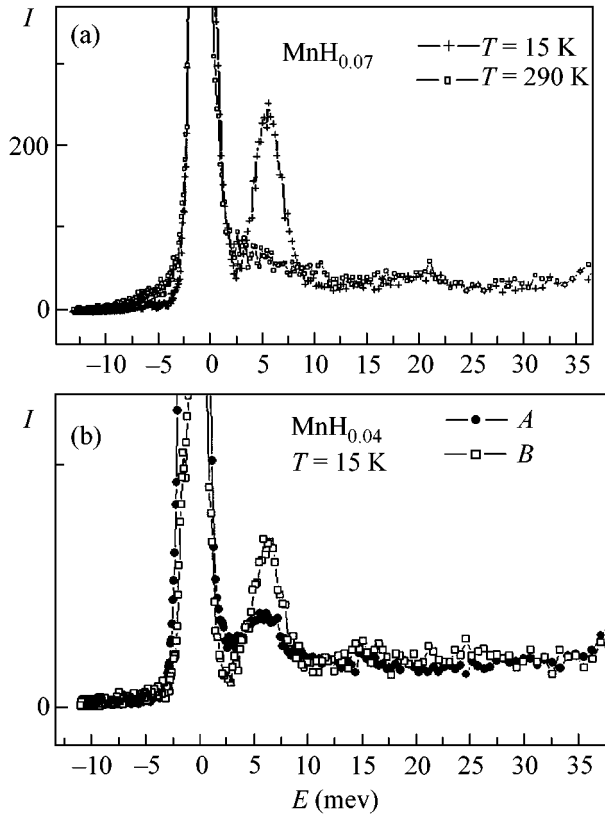 I
(a)
MnH0.07
T = 15 K
T = 290 K
200
0
–10 –5 0 5 10 15 20 25 30 35
I
(b)
MnH0.04
T = 15 K
A
B
0
–10 –5 0 5 10 15 20 25 30 35
E (mev)